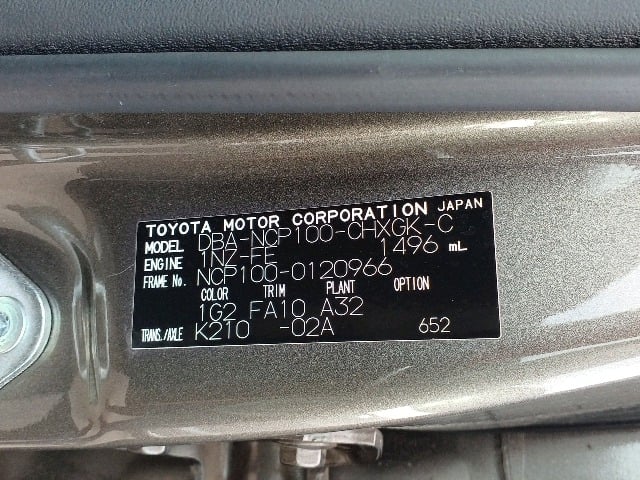 TOYOTA MOTOR CORPORATION JAPAN
MODEL DBA-NCP100-CHXGK-C
ENGINE 1NZ-FE 1496 mL
FRAME No. NCP100-0120966
COLOR TRIM PLANT OPTION
1G2 FA10 A32
TRANS./AXLE K210 -02A 652